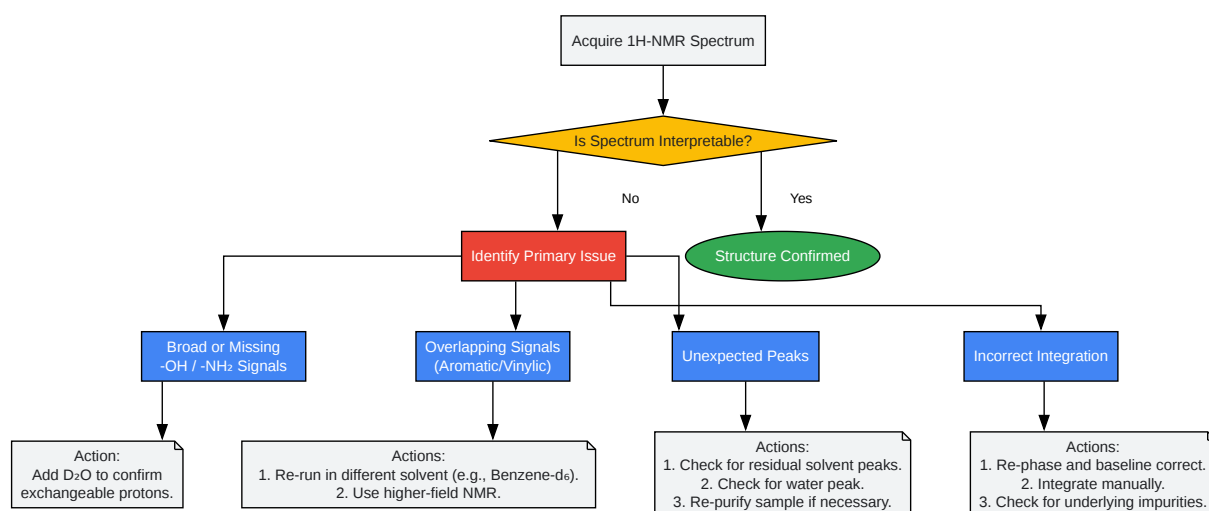 Acquire 1H-NMR Spectrum
Is Spectrum Interpretable?
No
Yes
Identify Primary Issue
Structure Confirmed
Broad or Missing
-OH / -NH₂ Signals
Overlapping Signals
(Aromatic/Vinylic)
Unexpected Peaks
Incorrect Integration
Action:
Add D₂O to confirm
exchangeable protons.
Actions:
1. Re-run in different solvent (e.g., Benzene-d₆).
2. Use higher-field NMR.
Actions:
1. Check for residual solvent peaks.
2. Check for water peak.
3. Re-purify sample if necessary.
Actions:
1. Re-phase and baseline correct.
2. Integrate manually.
3. Check for underlying impurities.